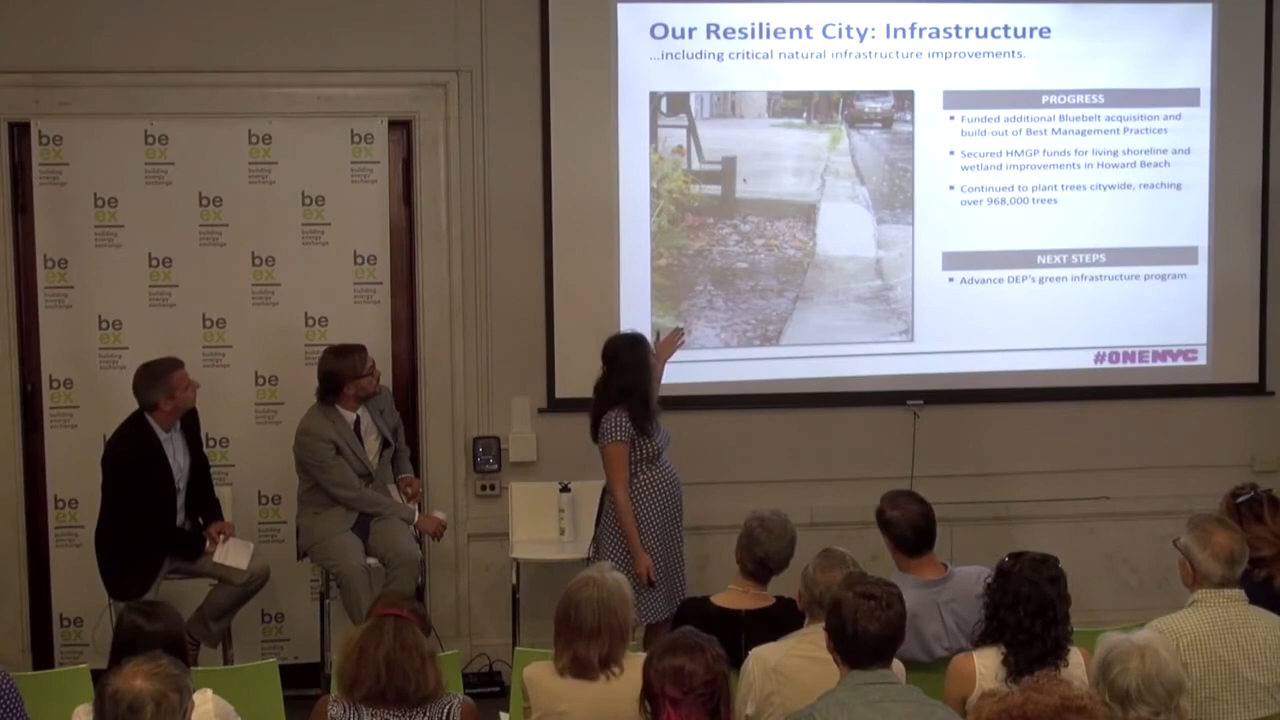 Our Resilient City: Infrastructure
...including critical natural infrastructure improvements.
PROGRESS
Funded additional Bluebelt acquisition and
build-out of Best Management Practices
Secured HMGP funds for living shoreline and
wetland improvements in Howard Beach
Continued to plant trees citywide, reaching
over 968,000 trees
NEXT STEPS
Advance DEP's green infrastructure program
#ONENYC
be
ex
building
energy
exchange